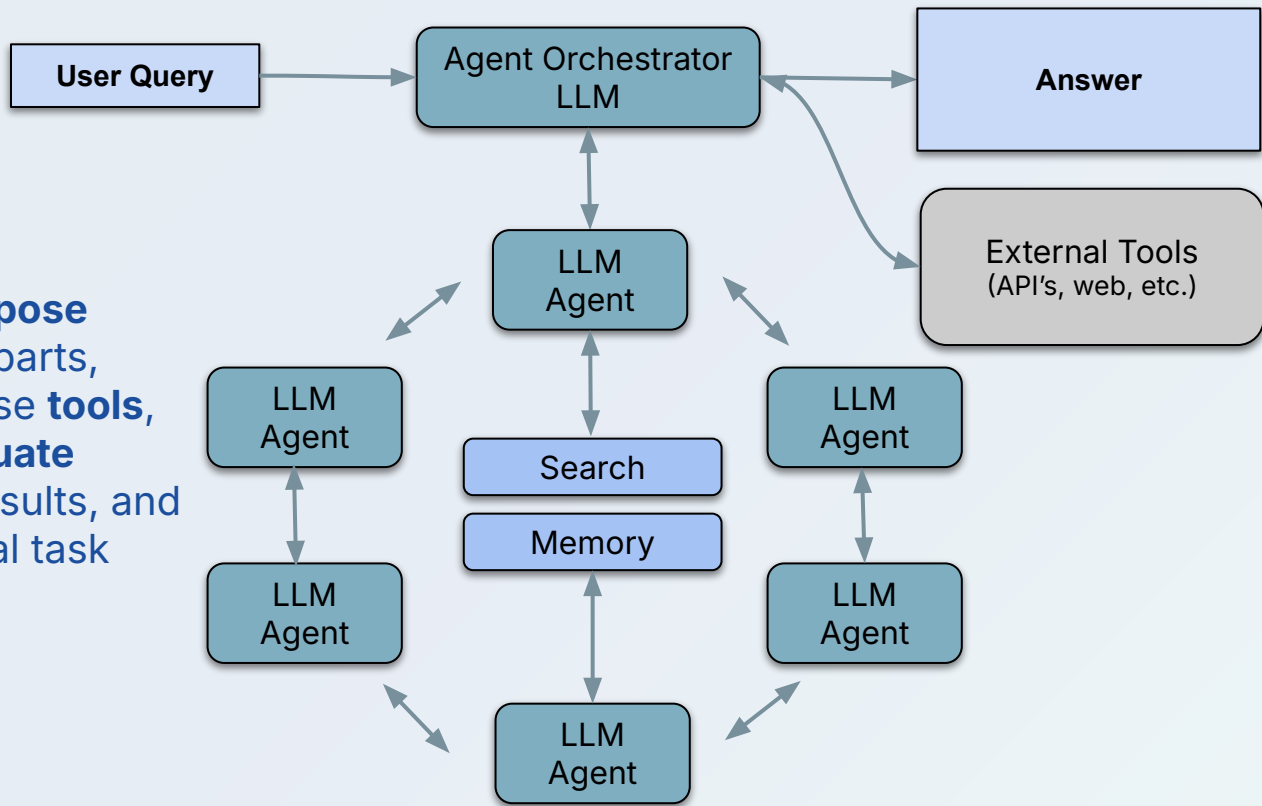 User Query
Agent Orchestrator
LLM
Answer
External Tools
(API's, web, etc.)
LLM
Agent
pose
parts,
se tools,
uate
sults, and
al task
LLM
Agent
LLM
Agent
Search
Memory
LLM
Agent
LLM
Agent
LLM
Agent